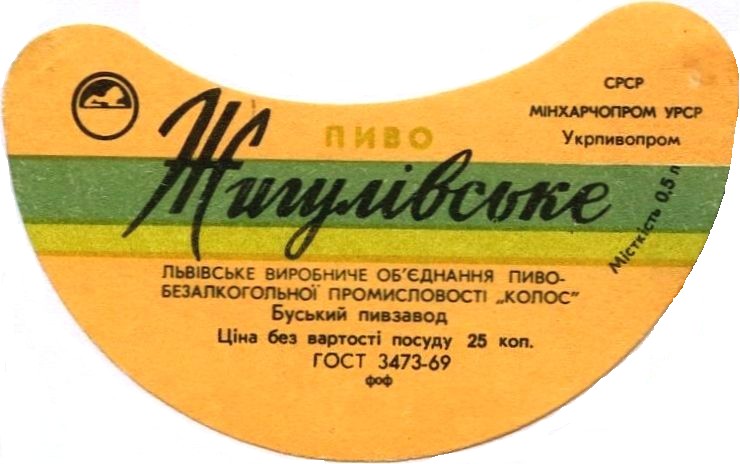 СРСР
МІНХАРЧОПРОМ УРСР
Укрпивопром
ПИВО
Жигулівське
Місткість 0,5 л
ЛЬВІВСЬКЕ ВИРОБНИЧЕ ОБ'ЄДНАННЯ ПИВО-
БЕЗАЛКОГОЛЬНОЇ ПРОМИСЛОВОСТІ „КОЛОС"
Буський пивзавод
Ціна без вартості посуду 25 коп.
ГОСТ 3473-69
фоф